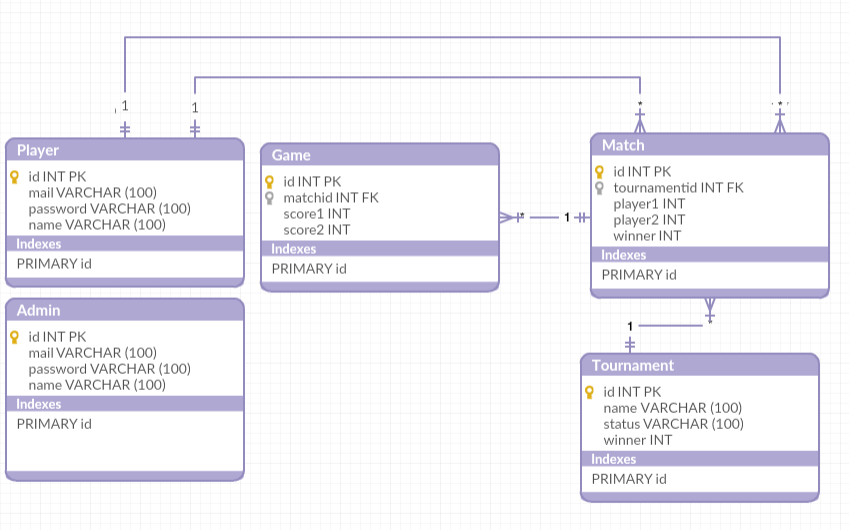 1
1
*
*
Player
id INT PK
mail VARCHAR (100)
password VARCHAR (100)
name VARCHAR (100)
Indexes
PRIMARY id
Game
id INT PK
matchid INT FK
score1 INT
score2 INT
Indexes
PRIMARY id
* 1
Match
id INT PK
tournamentid INT FK
player1 INT
player2 INT
winner INT
Indexes
PRIMARY id
Admin
id INT PK
mail VARCHAR (100)
password VARCHAR (100)
name VARCHAR (100)
Indexes
PRIMARY id
1
*
Tournament
id INT PK
name VARCHAR (100)
status VARCHAR (100)
winner INT
Indexes
PRIMARY id